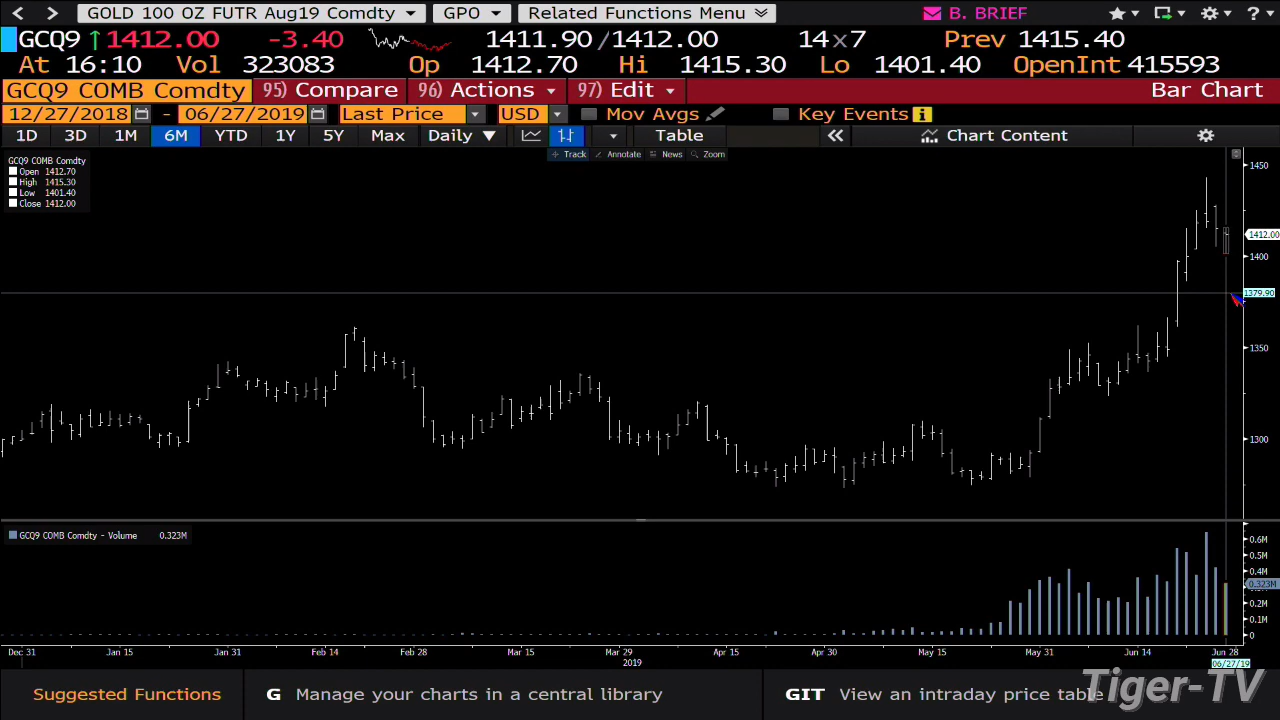 GOLD 100 OZ FUTR Aug19 Comdty GPO Related Functions Menu B. BRIEF
GCQ9 ↑1412.00 -3.40 1411.90/1412.00 14×7 Prev 1415.40
At 16:10 Vol 323083 Op 1412.70 Hi 1415.30 Lo 1401.40 OpenInt 415593
GCQ9 COMB Comdty 95) Compare 96) Actions 97) Edit Bar Chart
12/27/2018 - 06/27/2019 Last Price USD Mov Avgs Key Events
1D 3D 1M 6M YTD 1Y 5Y Max Daily ▼ Table Chart Content
Track Annotate News Zoom
GCQ9 COMB Comdty
Open 1412.70
High 1415.30
Low 1401.40
Close 1412.00
1450
1412.00
1400
1379.90
1350
1300
GCQ9 COMB Comdty - Volume 0.323M
0.6M
0.5M
0.4M
0.323M
0.2M
0.1M
0
Dec 31 Jan 15 Jan 31 Feb 14 Feb 28 Mar 15 Mar 29 Apr 15 Apr 30 May 15 May 31 Jun 14 Jun 28
2019 06/27/19
Suggested Functions G Manage your charts in a central library GIT View an intraday price table
Tiger-TV